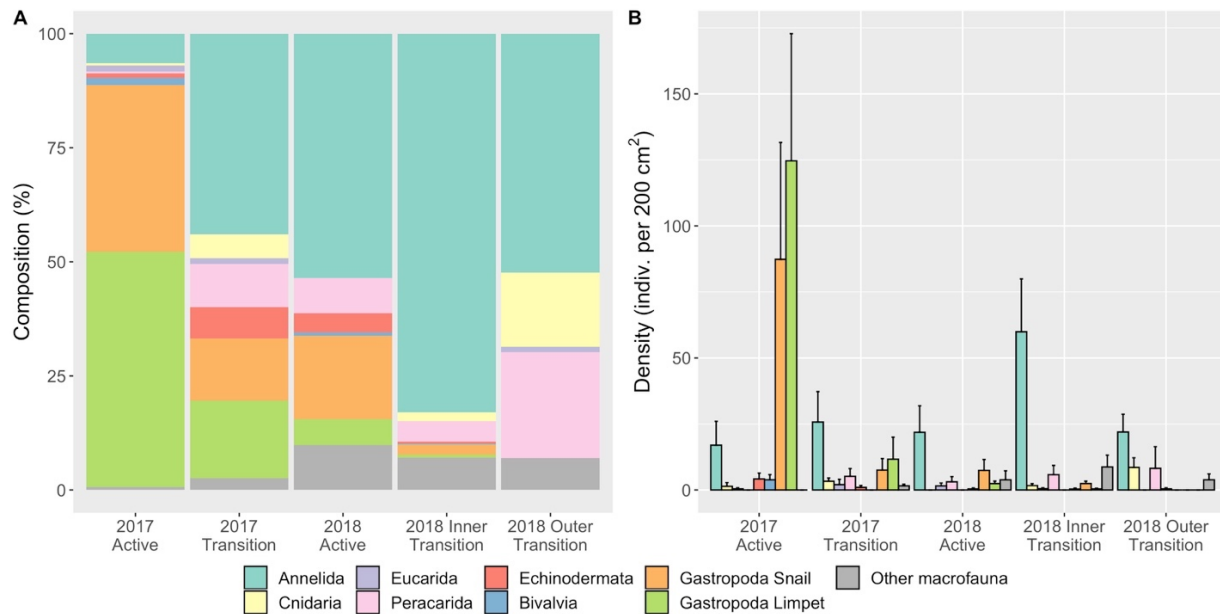 A
Composition (%)
100
75
50
25
0
2017
Active
2017
Transition
2018
Active
2018 Inner
Transition
2018 Outer
Transition
B
Density (indiv. per 200 cm²)
150
100
50
0
2017
Active
2017
Transition
2018
Active
2018 Inner
Transition
2018 Outer
Transition
Annelida
Eucarida
Echinodermata
Gastropoda Snail
Other macrofauna
Cnidaria
Peracarida
Bivalvia
Gastropoda Limpet